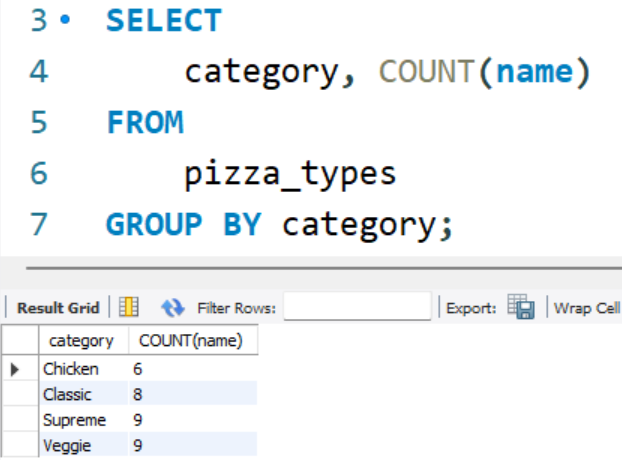 3 SELECT
4 category, COUNT(name)
5 FROM
6 pizza_types
7 GROUP BY category;
Result Grid Filter Rows: Export: Wrap Cell
category COUNT(name)
Chicken 6
Classic 8
Supreme 9
Veggie 9